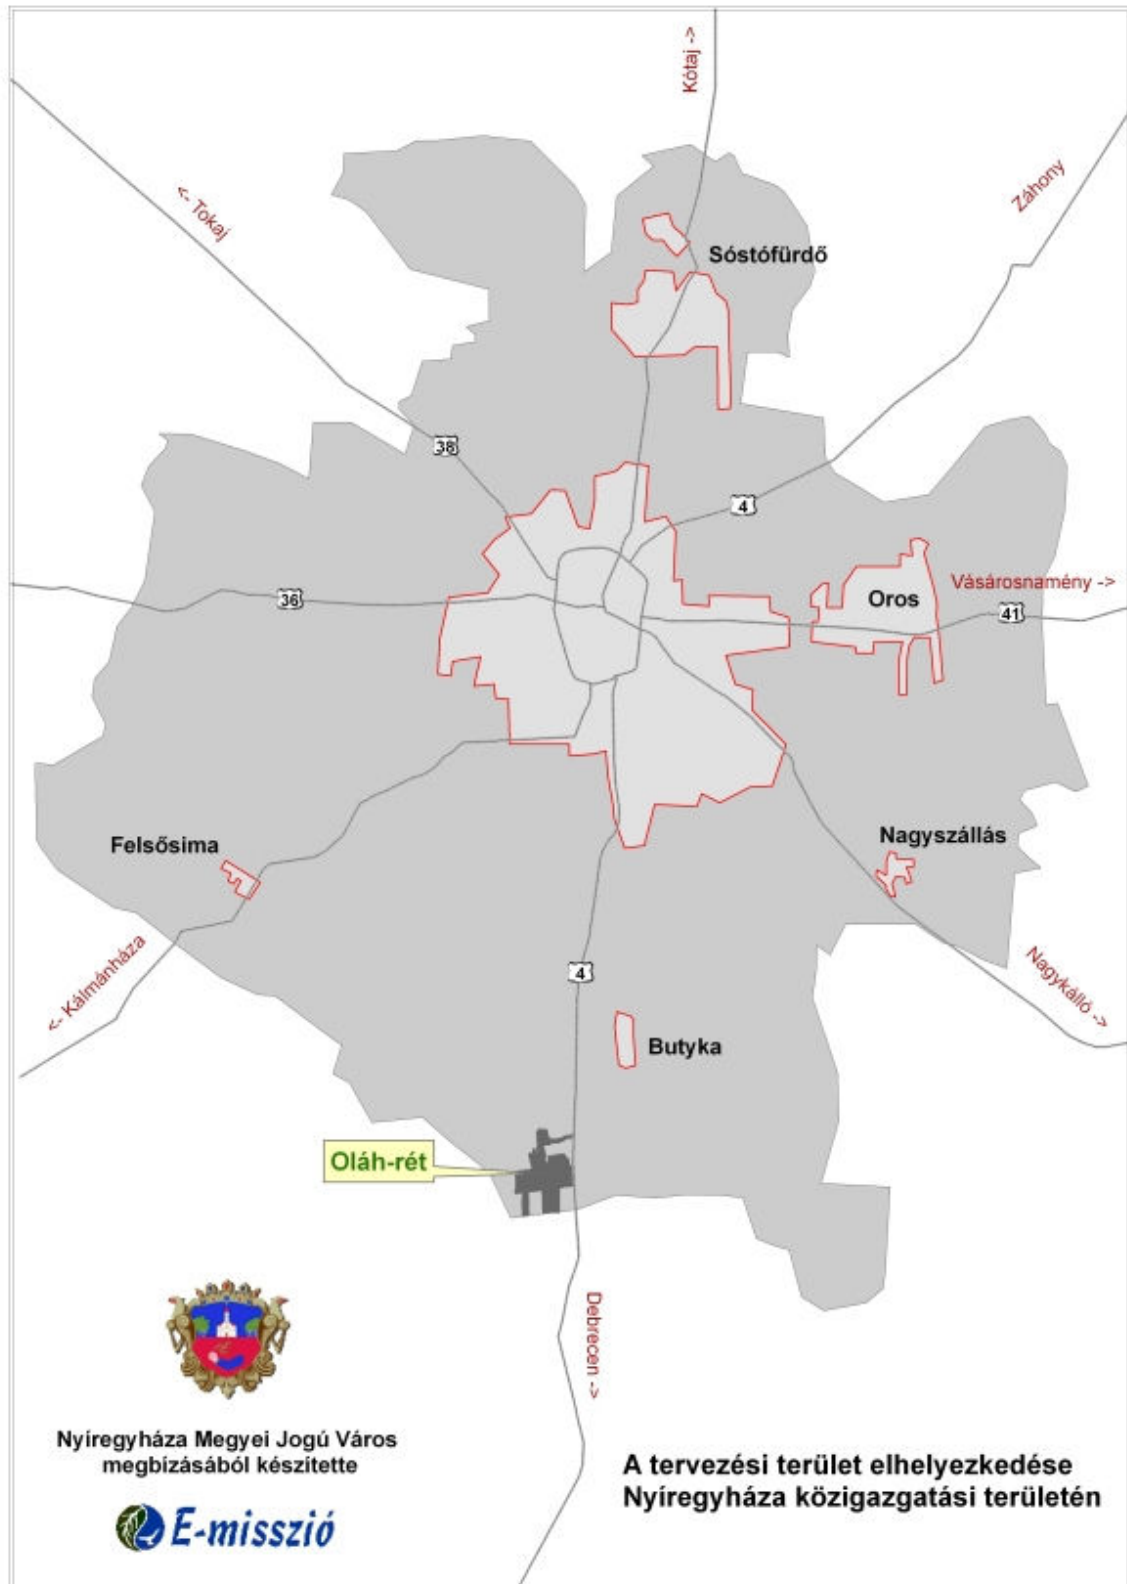 Kótaj ->
Záhony
<- Tokaj
Sóstófürdő
38
4
Vásárosnamény ->
36
Oros
41
Felsősima
Nagyszállás
<- Kálmánháza
4
Nagykálló ->
Butyka
Oláh-rét
Debrecen ->
Nyíregyháza Megyei Jogú Város
megbízásából készítette
E-misszió
A tervezési terület elhelyezkedése
Nyíregyháza közigazgatási területén